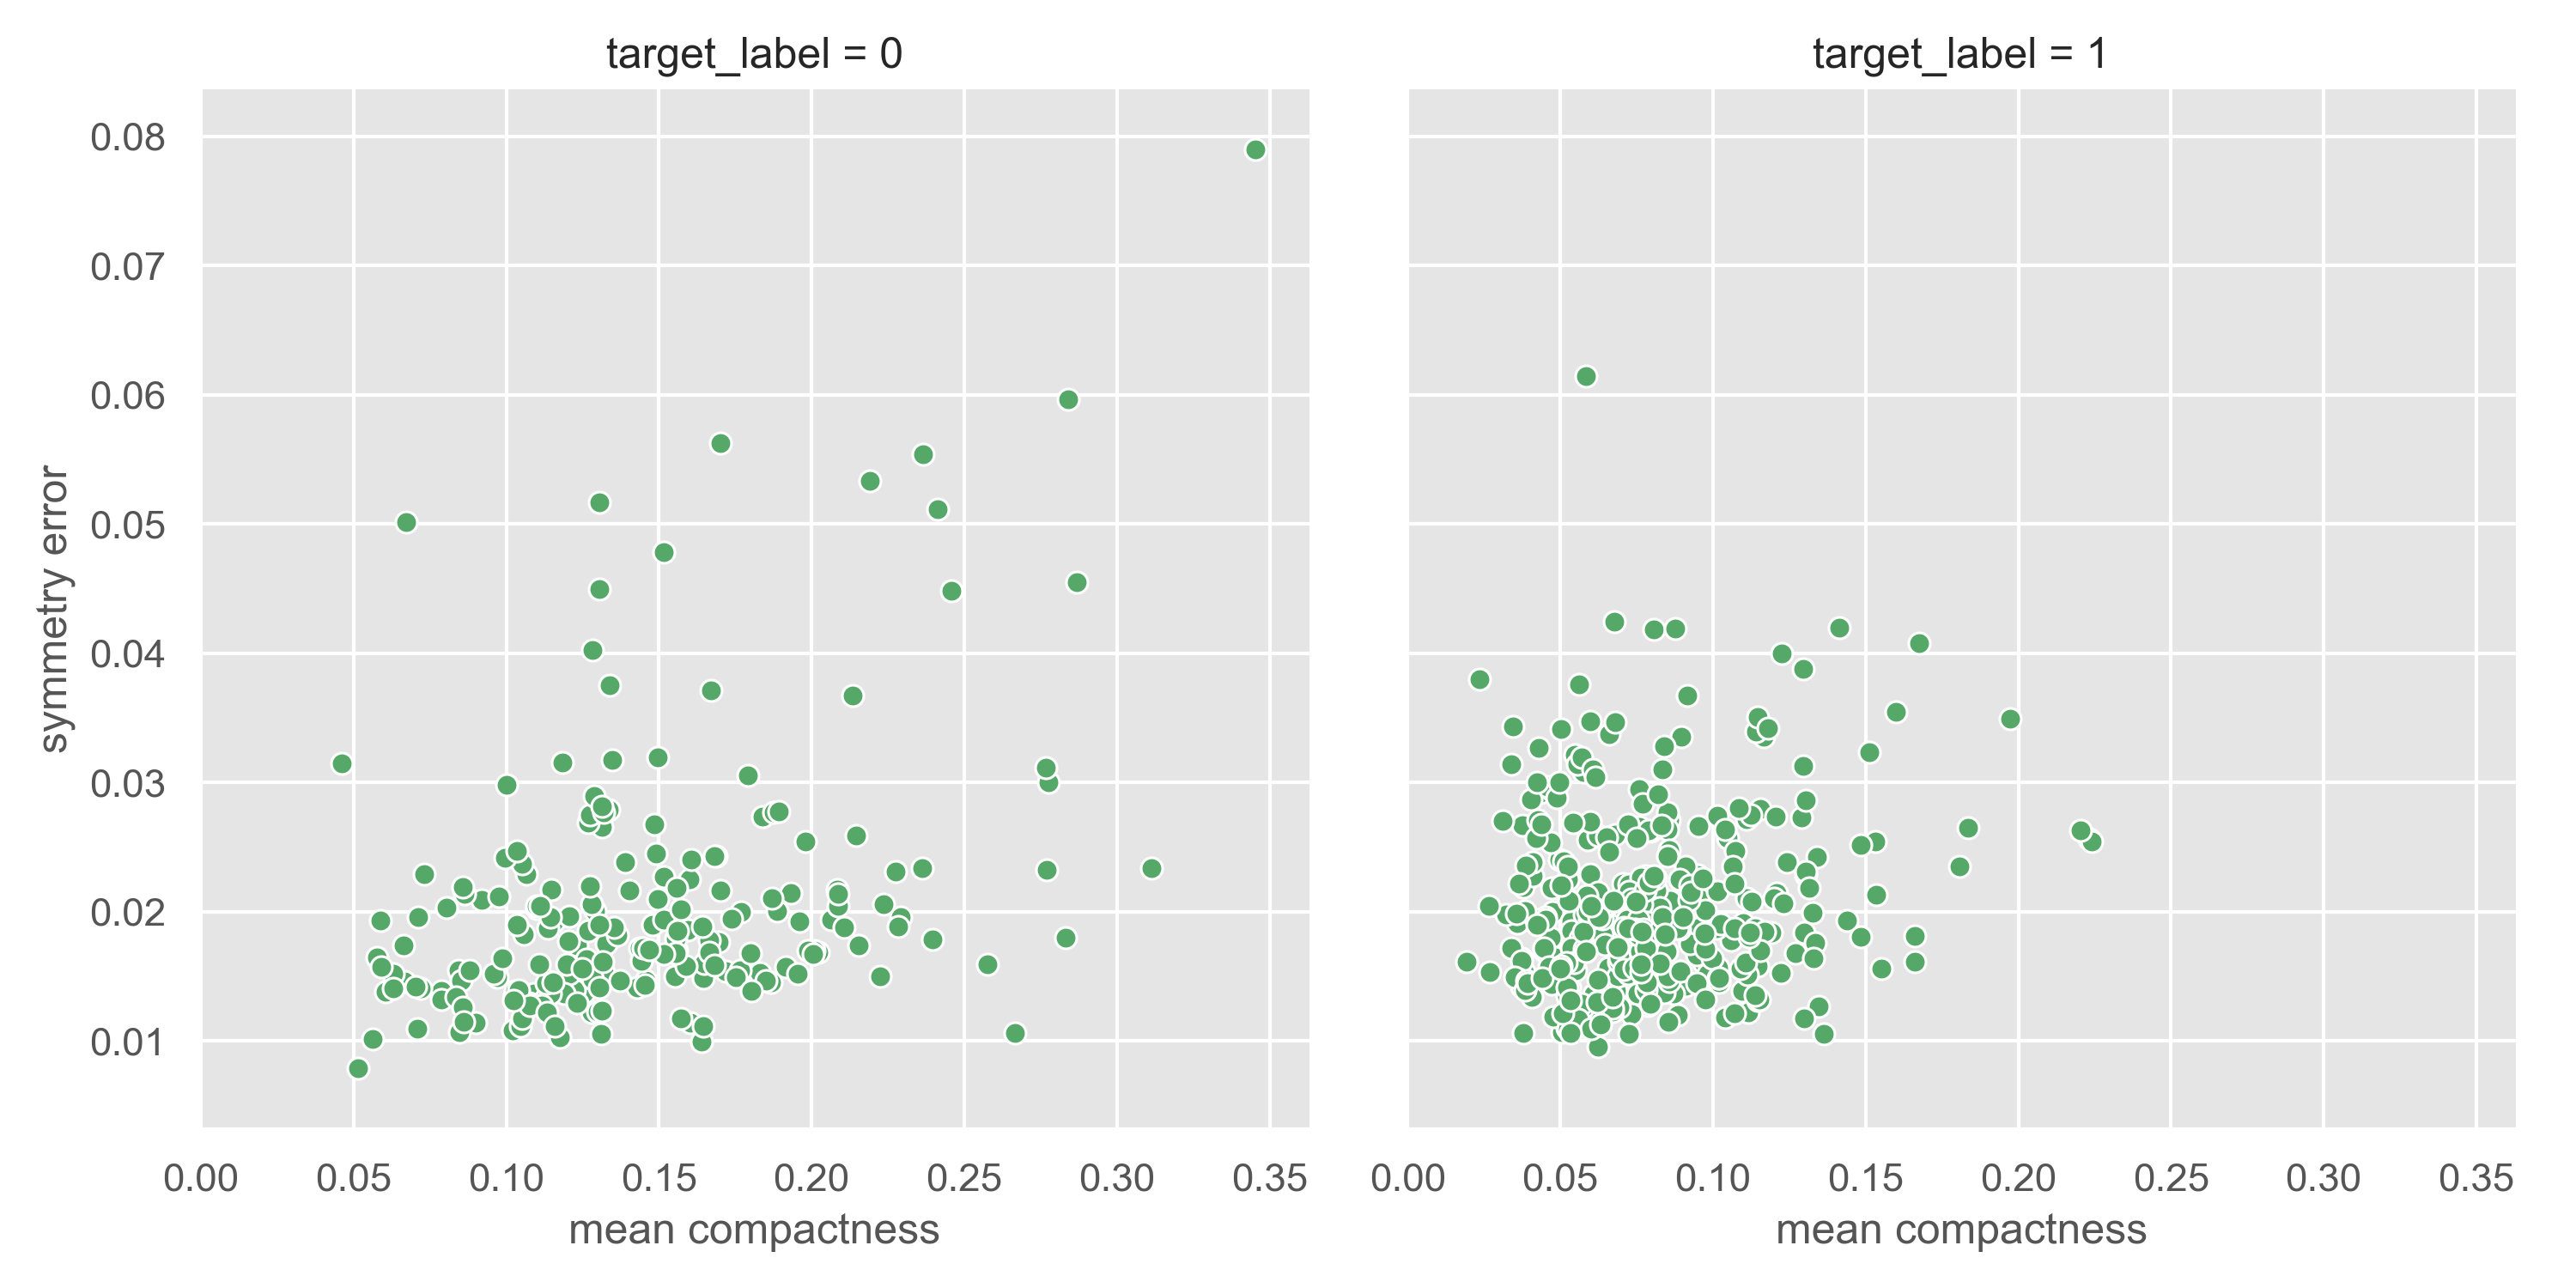 target_label = 0
target_label = 1
0.08
0.07
0.06
0.05
0.04
0.03
0.02
0.01
symmetry error
0.00 0.05 0.10 0.15 0.20 0.25 0.30 0.35
0.00 0.05 0.10 0.15 0.20 0.25 0.30 0.35
mean compactness
mean compactness